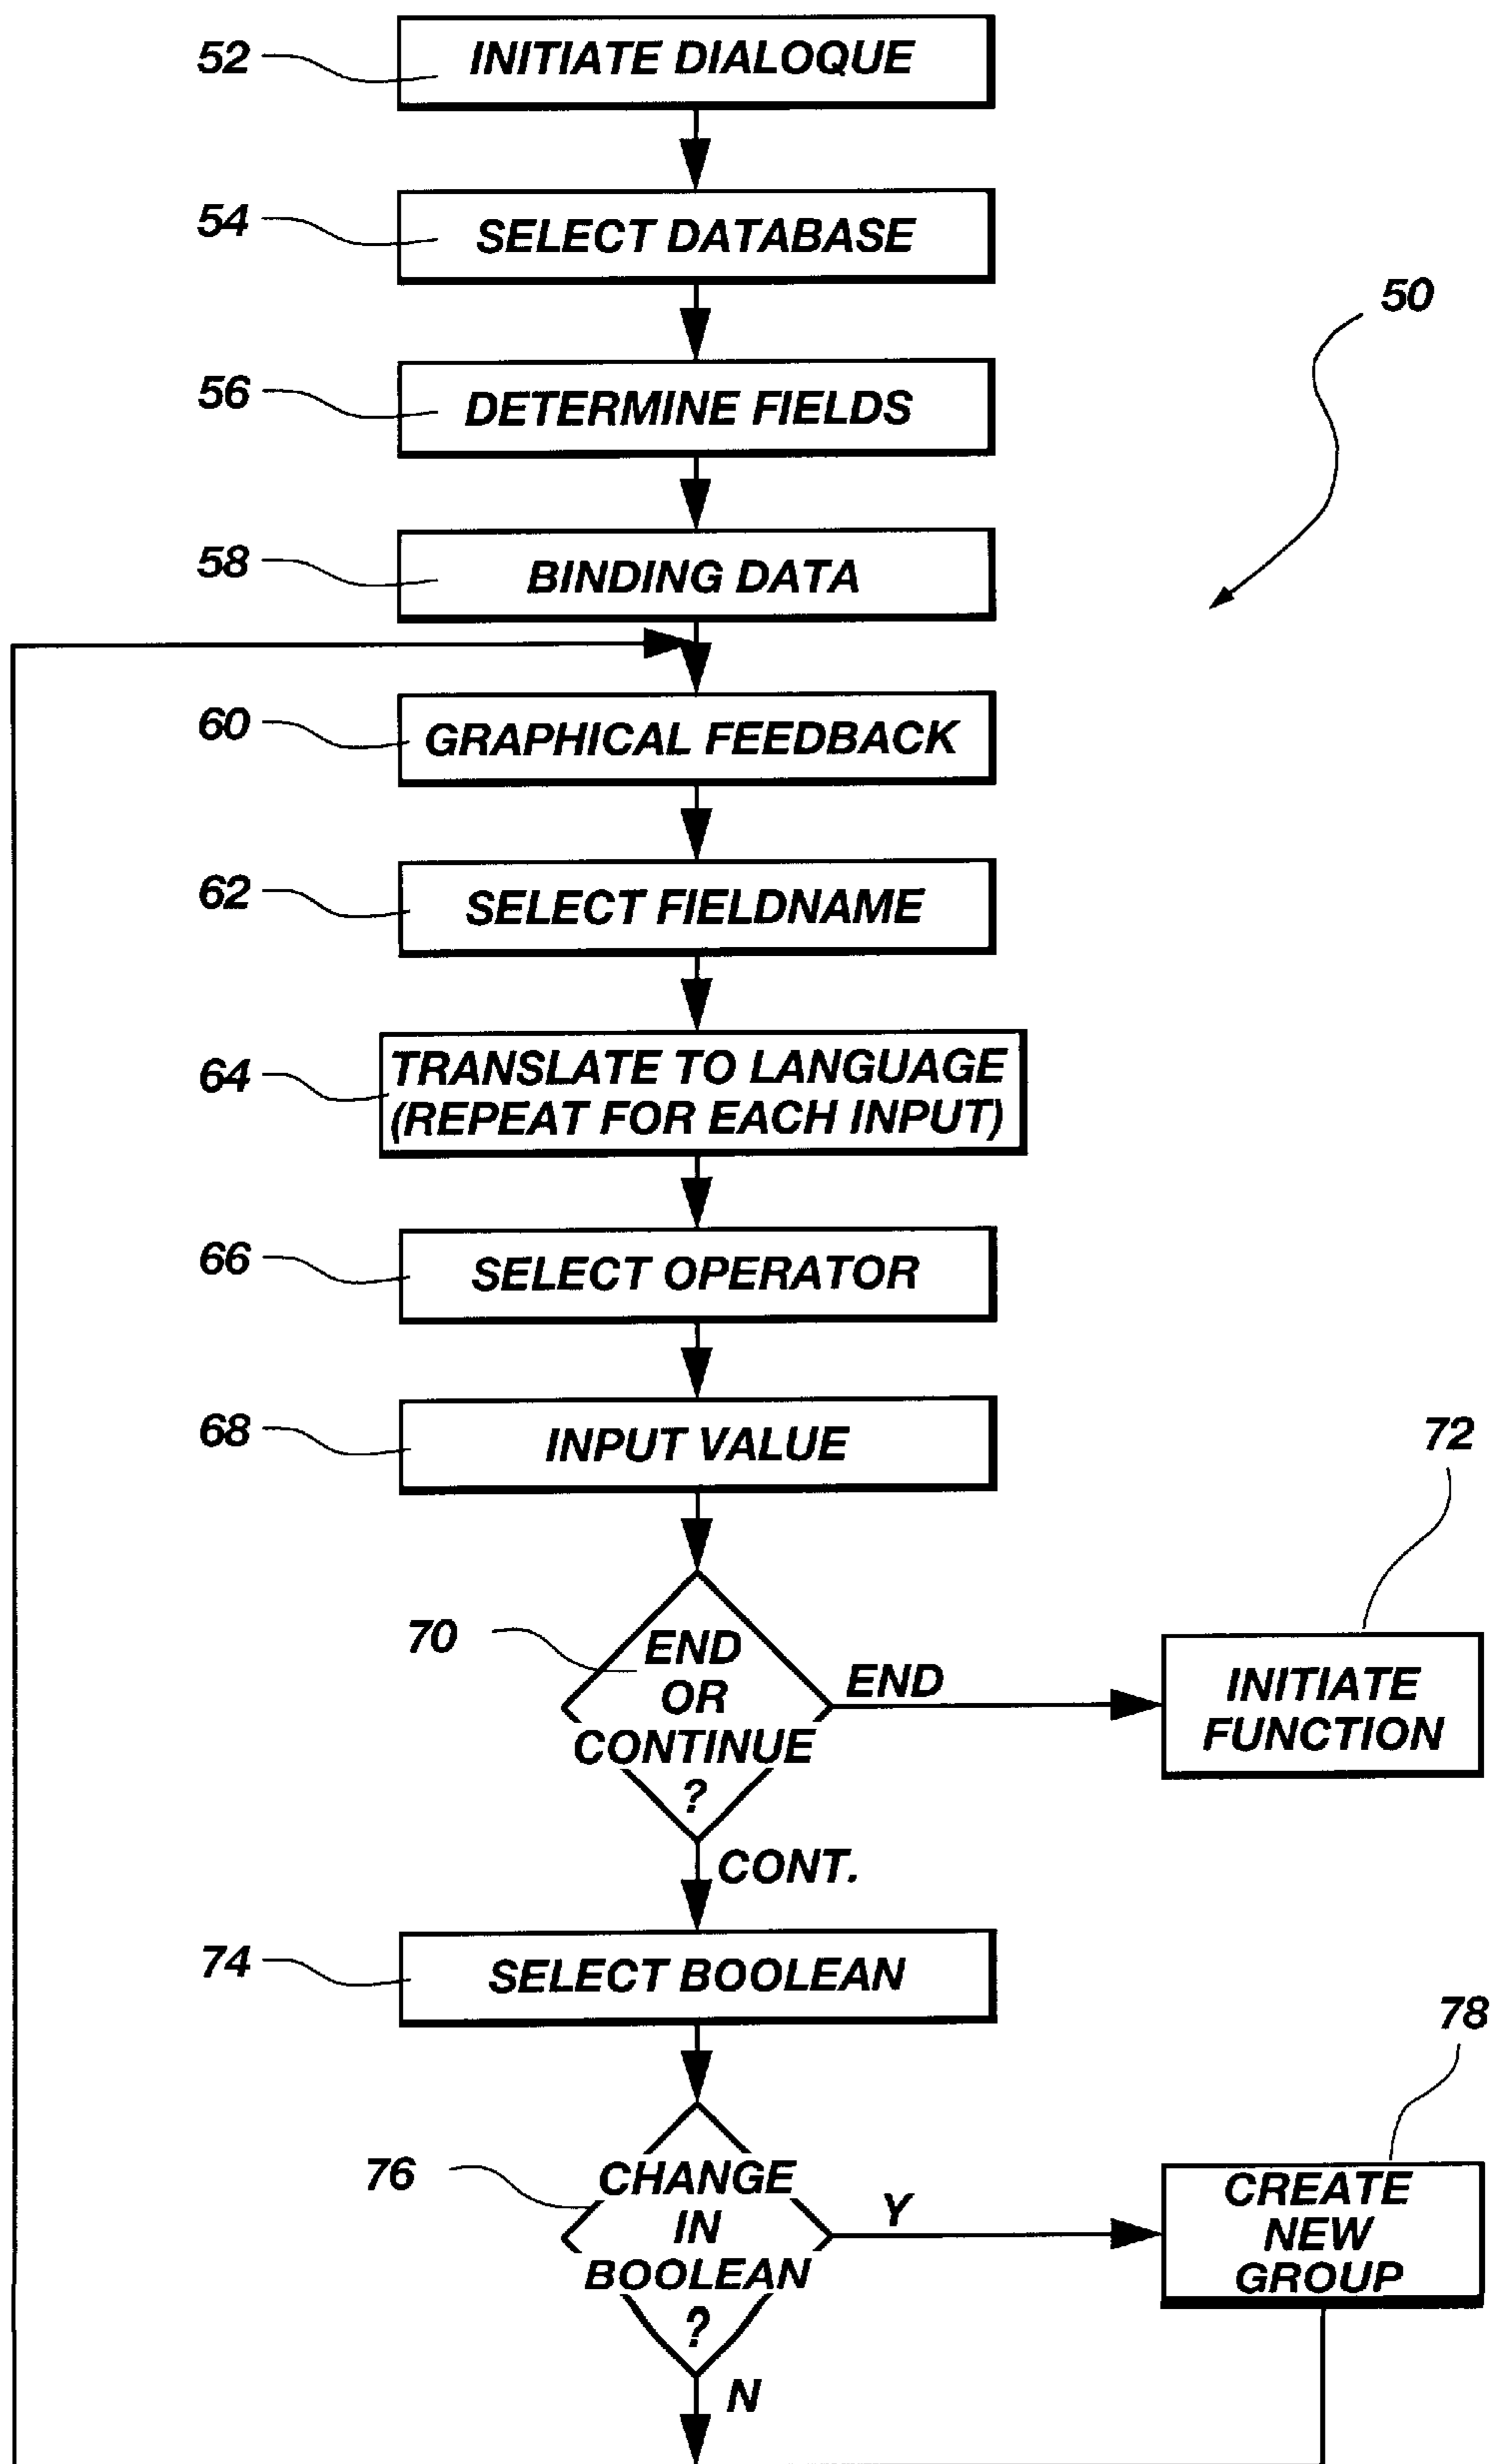 52
INITIATE DIALOQUE
54
SELECT DATABASE
50
56
DETERMINE FIELDS
58
BINDING DATA
60
GRAPHICAL FEEDBACK
62
SELECT FIELDNAME
64
TRANSLATE TO LANGUAGE
(REPEAT FOR EACH INPUT)
66
SELECT OPERATOR
68
INPUT VALUE
72
70
END
OR
CONTINUE
?
END
INITIATE
FUNCTION
CONT.
74
SELECT BOOLEAN
78
76
CHANGE
IN
BOOLEAN
?
Y
CREATE
NEW
GROUP
N